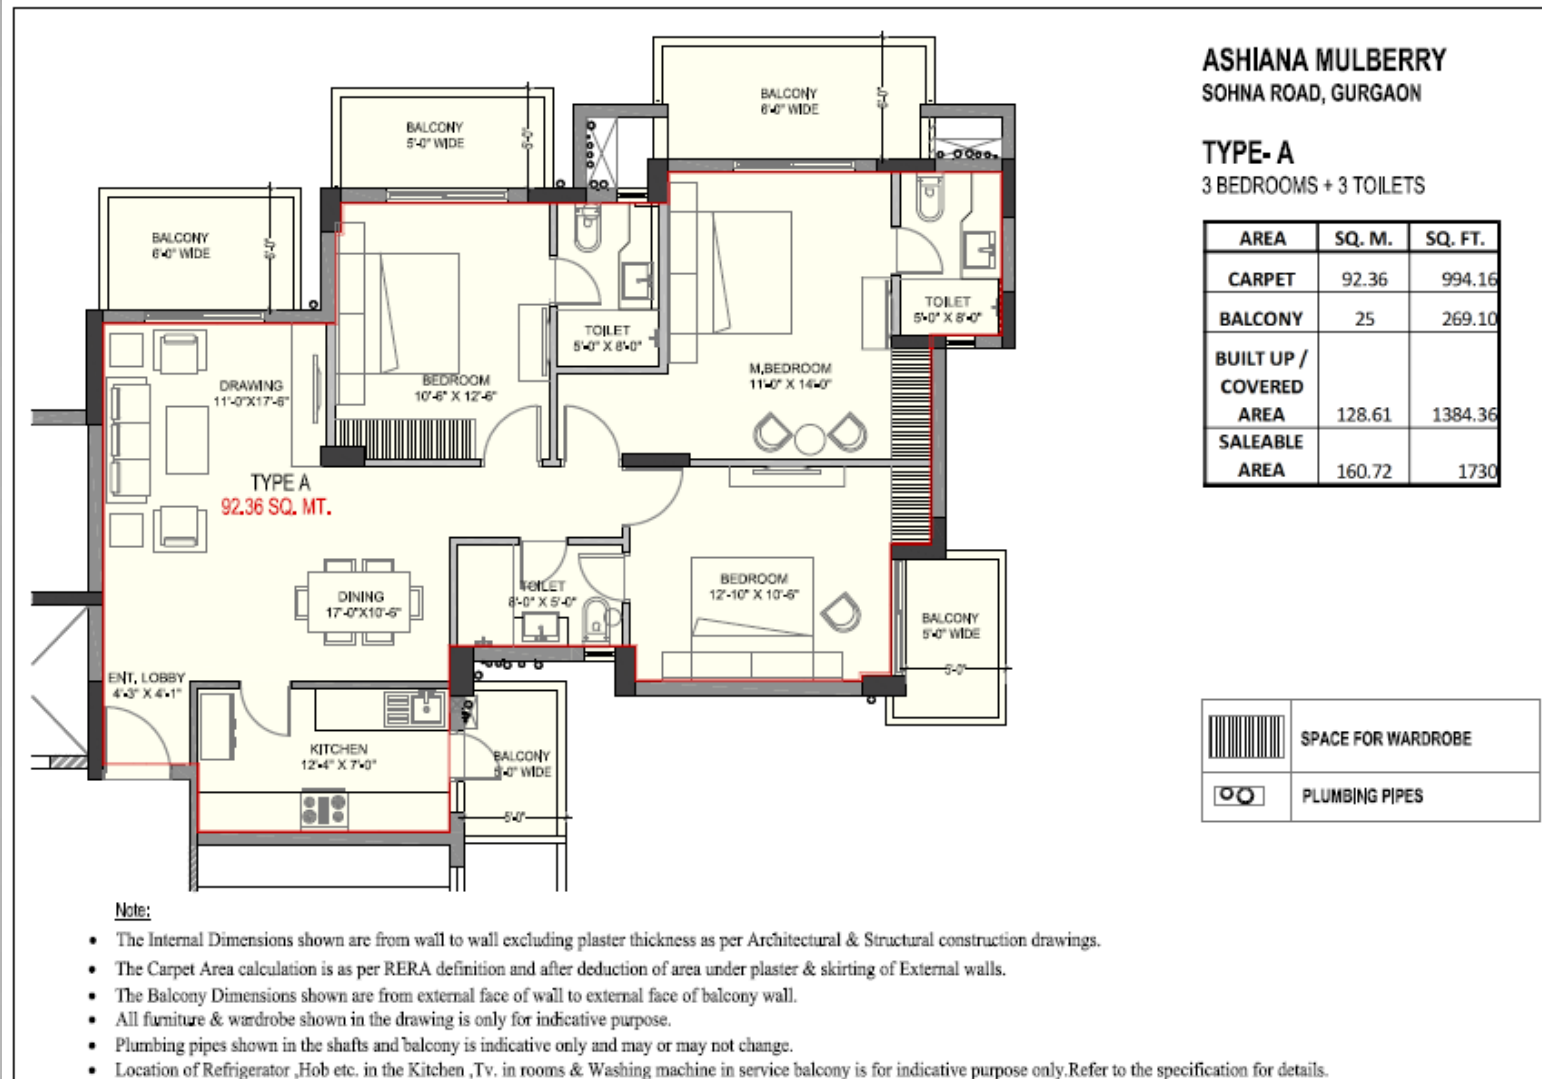 ASHIANA MULBERRY
SOHNA ROAD, GURGAON
TYPE- A
3 BEDROOMS + 3 TOILETS
AREA SQ. M. SQ. FT.
CARPET 92.36 994.16
BALCONY 25 269.10
BUILT UP /
COVERED
AREA 128.61 1384.36
SALEABLE
AREA 160.72 1730
BALCONY
6'-0" WIDE
6'-0"
BALCONY
5'-0" WIDE
BALCONY
6'-0" WIDE
6'-0"
TOILET
5'-0" X 8'-0"
TOILET
5'-0" X 8'-0"
M.BEDROOM
11'-0" X 14'-0"
BEDROOM
10'-6" X 12'-6"
DRAWING
11'-0"X17'-6"
TYPE A
92.36 SQ. MT.
DINING
17'-0"X10'-6"
TOILET
8'-0" X 5'-0"
BEDROOM
12'-10" X 10'-6"
BALCONY
5'-0" WIDE
5'-0"
ENT. LOBBY
4'-3" X 4'-1"
KITCHEN
12'-4" X 7'-0"
BALCONY
5'-0" WIDE
5'-0"
SPACE FOR WARDROBE
PLUMBING PIPES
Note:
• The Internal Dimensions shown are from wall to wall excluding plaster thickness as per Architectural & Structural construction drawings.
• The Carpet Area calculation is as per RERA definition and after deduction of area under plaster & skirting of External walls.
• The Balcony Dimensions shown are from external face of wall to external face of balcony wall.
• All furniture & wardrobe shown in the drawing is only for indicative purpose.
• Plumbing pipes shown in the shafts and balcony is indicative only and may or may not change.
• Location of Refrigerator ,Hob etc. in the Kitchen ,Tv. in rooms & Washing machine in service balcony is for indicative purpose only.Refer to the specification for details.